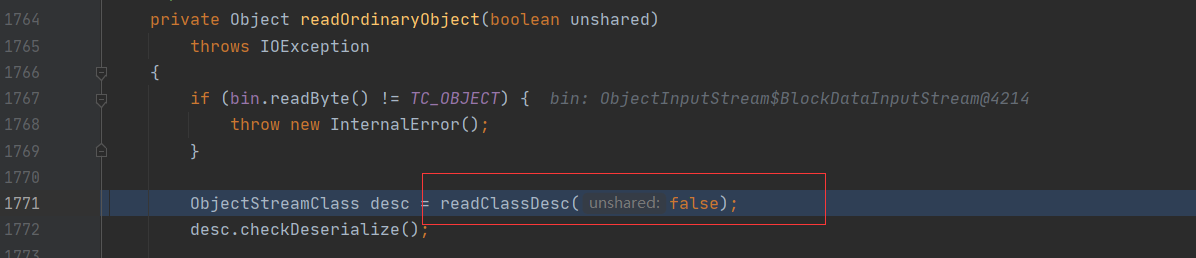 1764 private Object readOrdinaryObject(boolean unshared)
1765 throws IOException
1766 {
1767 if (bin.readByte() != TC_OBJECT) { bin: ObjectInputStream$BlockDataInputStream@4214
1768 throw new InternalError();
1769 }
1770
1771 ObjectStreamClass desc = readClassDesc( unshared: false);
1772 desc.checkDeserialize();
1773